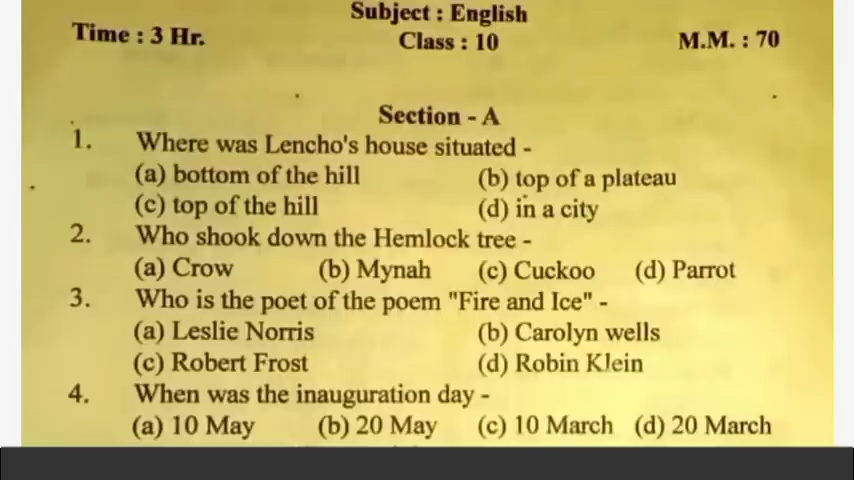 Subject : English
Time : 3 Hr. Class : 10 M.M. : 70
Section - A
1. Where was Lencho's house situated -
(a) bottom of the hill (b) top of a plateau
(c) top of the hill (d) in a city
2. Who shook down the Hemlock tree -
(a) Crow (b) Mynah (c) Cuckoo (d) Parrot
3. Who is the poet of the poem "Fire and Ice" -
(a) Leslie Norris (b) Carolyn wells
(c) Robert Frost (d) Robin Klein
4. When was the inauguration day -
(a) 10 May (b) 20 May (c) 10 March (d) 20 March